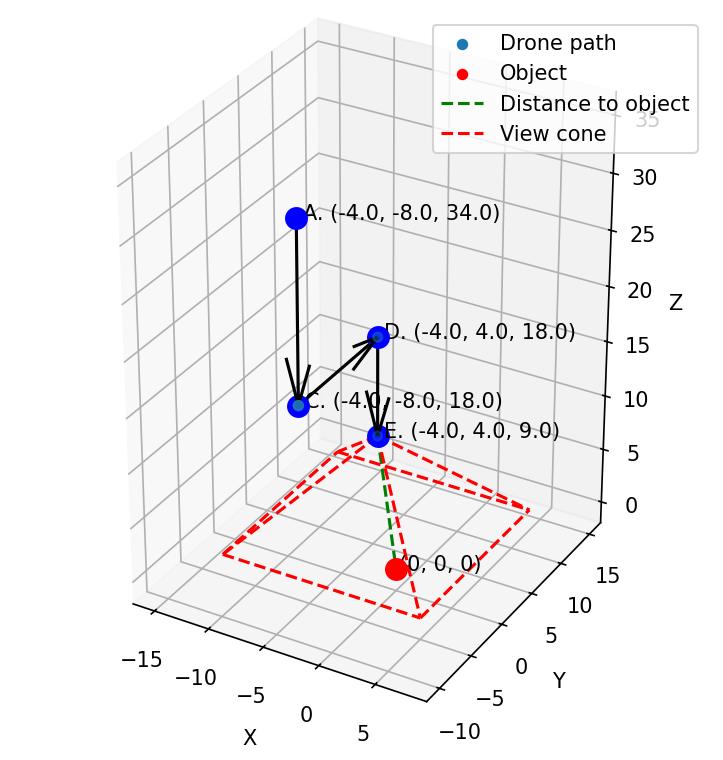 Drone path
Object
Distance to object
View cone
35
30
25
20
15
10
5
0
Z
A. (-4.0, -8.0, 34.0)
D. (-4.0, 4.0, 18.0)
C. (-4.0, -8.0, 18.0)
E. (-4.0, 4.0, 9.0)
(0, 0, 0)
−15
−10
−5
0
5
X
15
10
5
0
−5
−10
Y